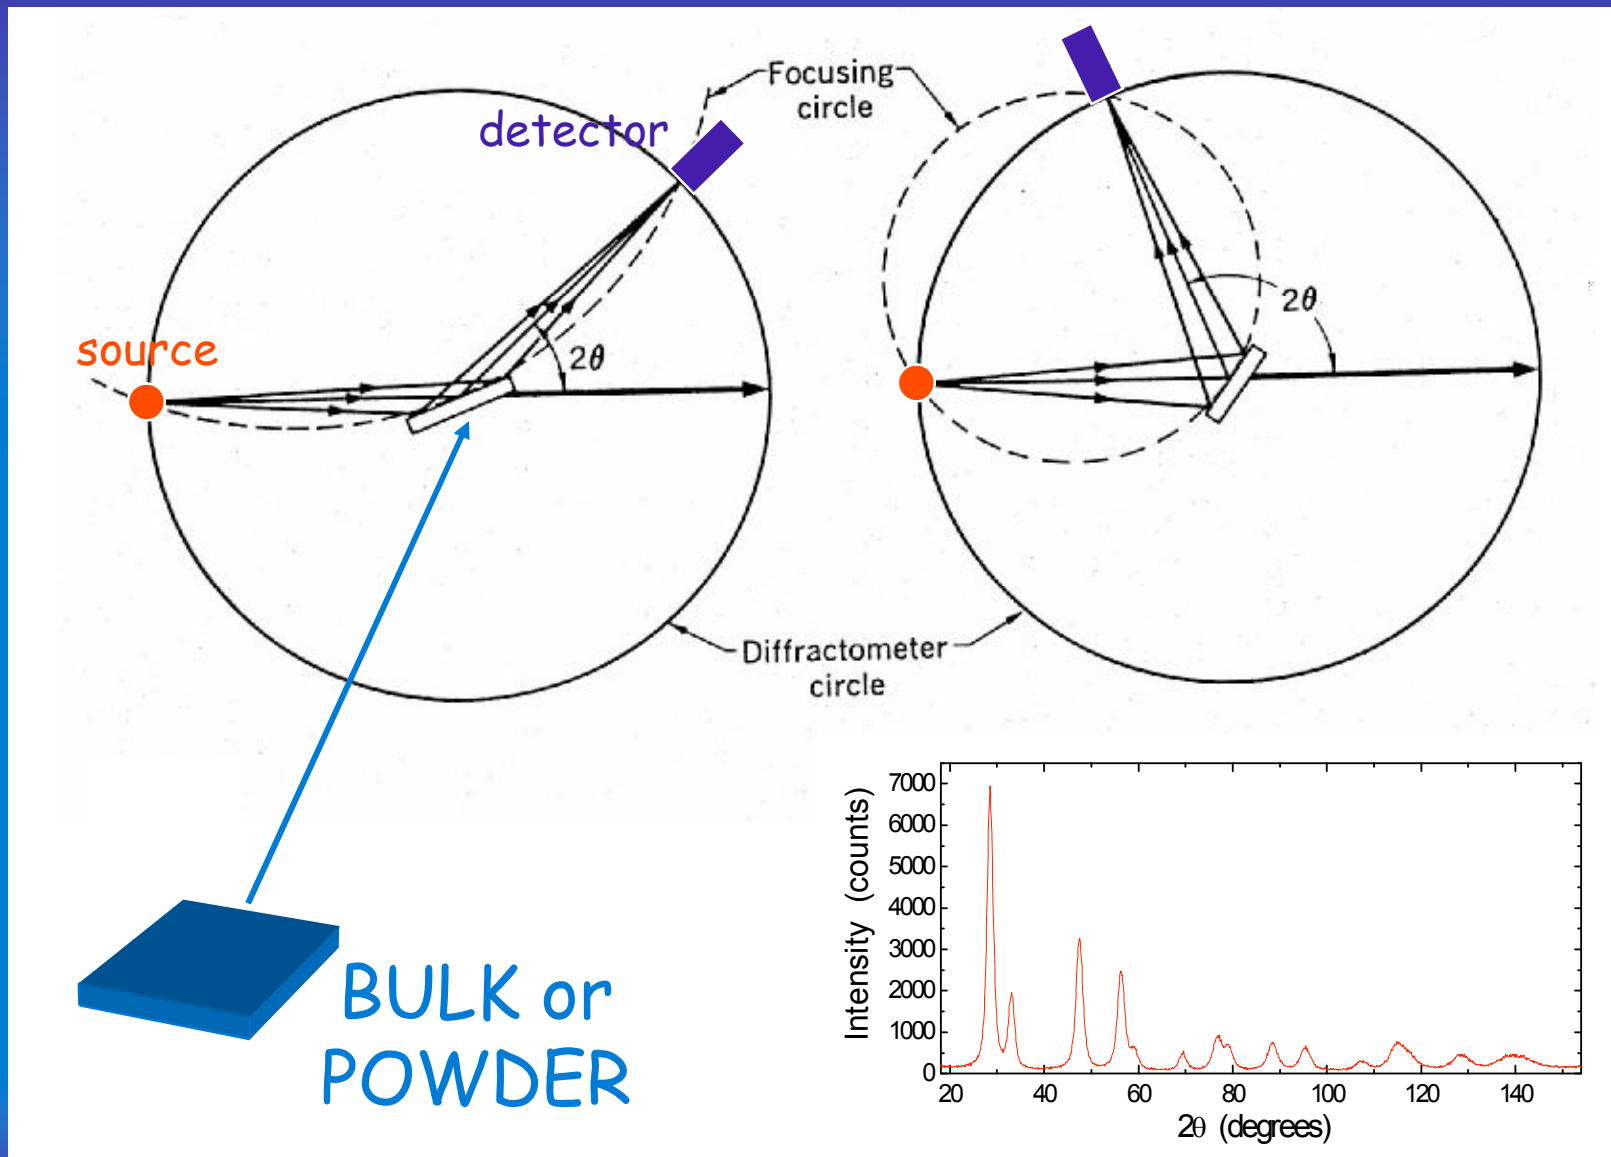 Focusing
circle
detector
source
2θ
2θ
Diffractometer
circle
BULK or
POWDER
Intensity (counts)
7000
6000
5000
4000
3000
2000
1000
0
20 40 60 80 100 120 140
2θ (degrees)